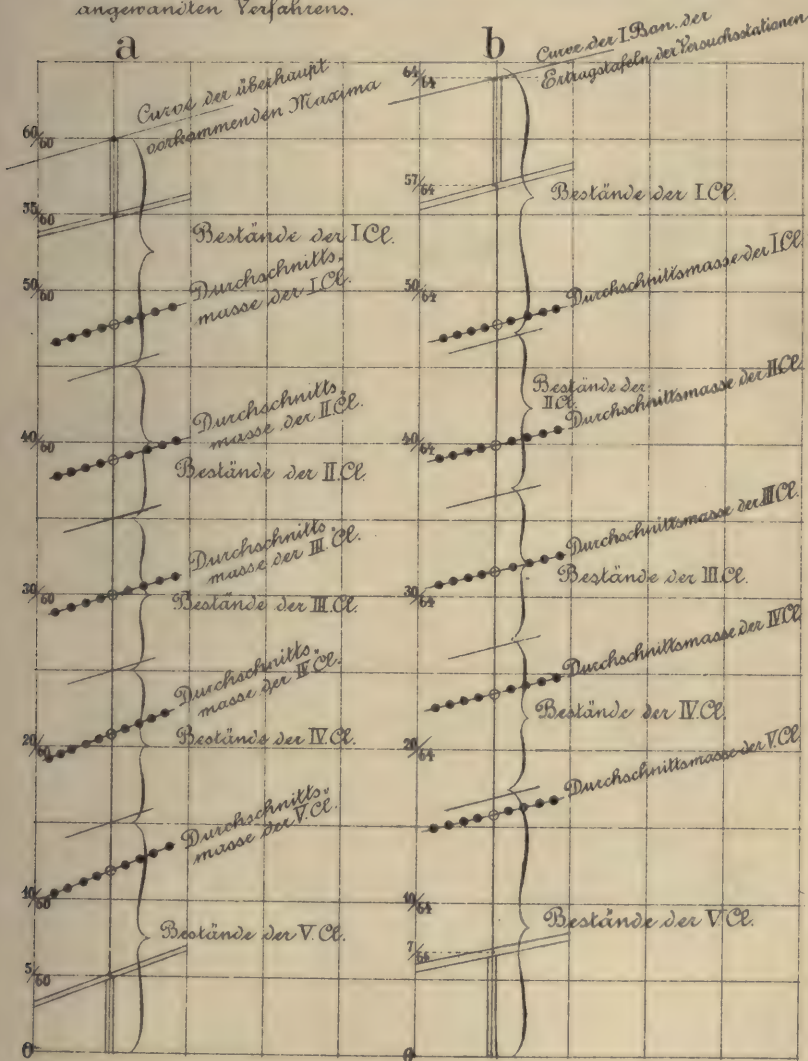 angewandten Verfahrens.
a
Curve der überhaupt
vorkommenden Maxima
60/60
55/60
Bestände der I.Cl.
50/60
Durchschnitts-
masse der I.Cl.
Durchschnitts-
masse der II.Cl.
40/60
Bestände der II.Cl.
Durchschnitts-
masse der III.Cl.
30/60
Bestände der III.Cl.
Durchschnitts-
masse der IV.Cl.
20/60
Bestände der IV.Cl.
Durchschnitts-
masse der V.Cl.
10/60
Bestände der V.Cl.
5/60
0
b
Curve der I.Bon. der
Ertragstafeln der Versuchsstationen
64/64
57/64
Bestände der I.Cl.
50/64
Durchschnittsmasse der I.Cl.
Bestände der
II.Cl.
Durchschnittsmasse der II.Cl.
40/64
Durchschnittsmasse der III.Cl.
30/64
Bestände der III.Cl.
Durchschnittsmasse der IV.Cl.
Bestände der IV.Cl.
20/64
Durchschnittsmasse der V.Cl.
10/64
Bestände der V.Cl.
7/64
0